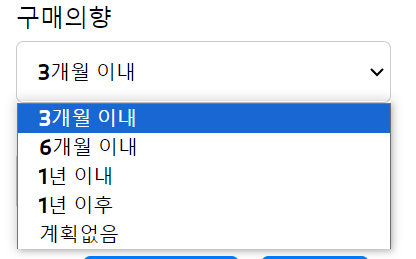 구매의향
3개월 이내
3개월 이내
6개월 이내
1년 이내
1년 이후
계획없음